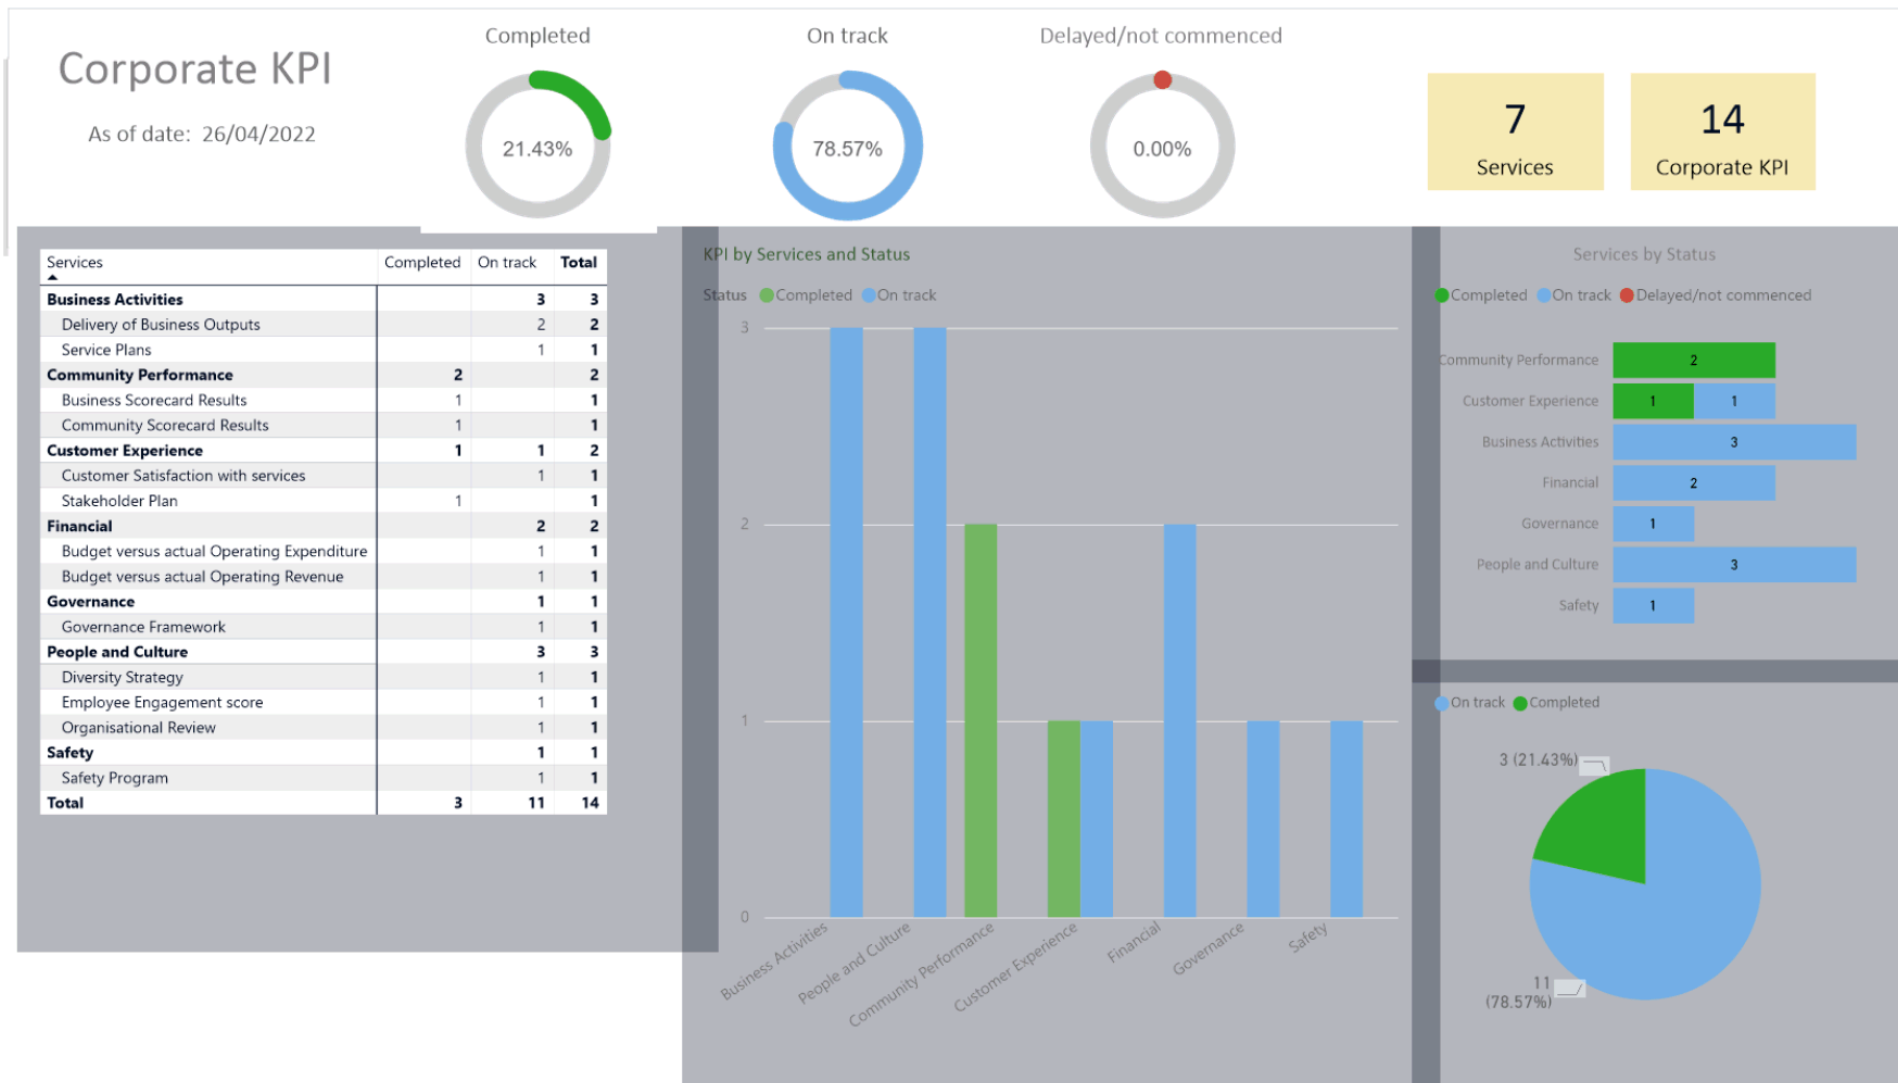 Corporate KPI
As of date: 26/04/2022
Completed
21.43%
On track
78.57%
Delayed/not commenced
0.00%
7
Services
14
Corporate KPI
Services Completed On track Total
Business Activities 3 3
Delivery of Business Outputs 2 2
Service Plans 1 1
Community Performance 2 2
Business Scorecard Results 1 1
Community Scorecard Results 1 1
Customer Experience 1 1 2
Customer Satisfaction with services 1 1
Stakeholder Plan 1 1
Financial 2 2
Budget versus actual Operating Expenditure 1 1
Budget versus actual Operating Revenue 1 1
Governance 1 1
Governance Framework 1 1
People and Culture 3 3
Diversity Strategy 1 1
Employee Engagement score 1 1
Organisational Review 1 1
Safety 1 1
Safety Program 1 1
Total 3 11 14
KPI by Services and Status
Status Completed On track
3
2
1
0
Business Activities
People and Culture
Community Performance
Customer Experience
Financial
Governance
Safety
Services by Status
Completed On track Delayed/not commenced
Community Performance 2
Customer Experience 1 1
Business Activities 3
Financial 2
Governance 1
People and Culture 3
Safety 1
On track Completed
3 (21.43%)
11
(78.57%)